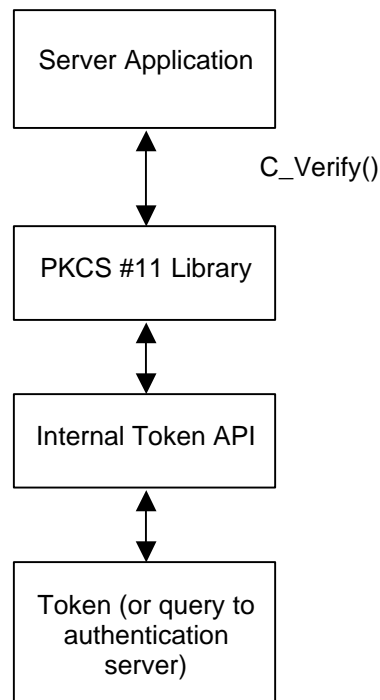 Server Application
C_Verify()
PKCS #11 Library
Internal Token API
Token (or query to
authentication
server)